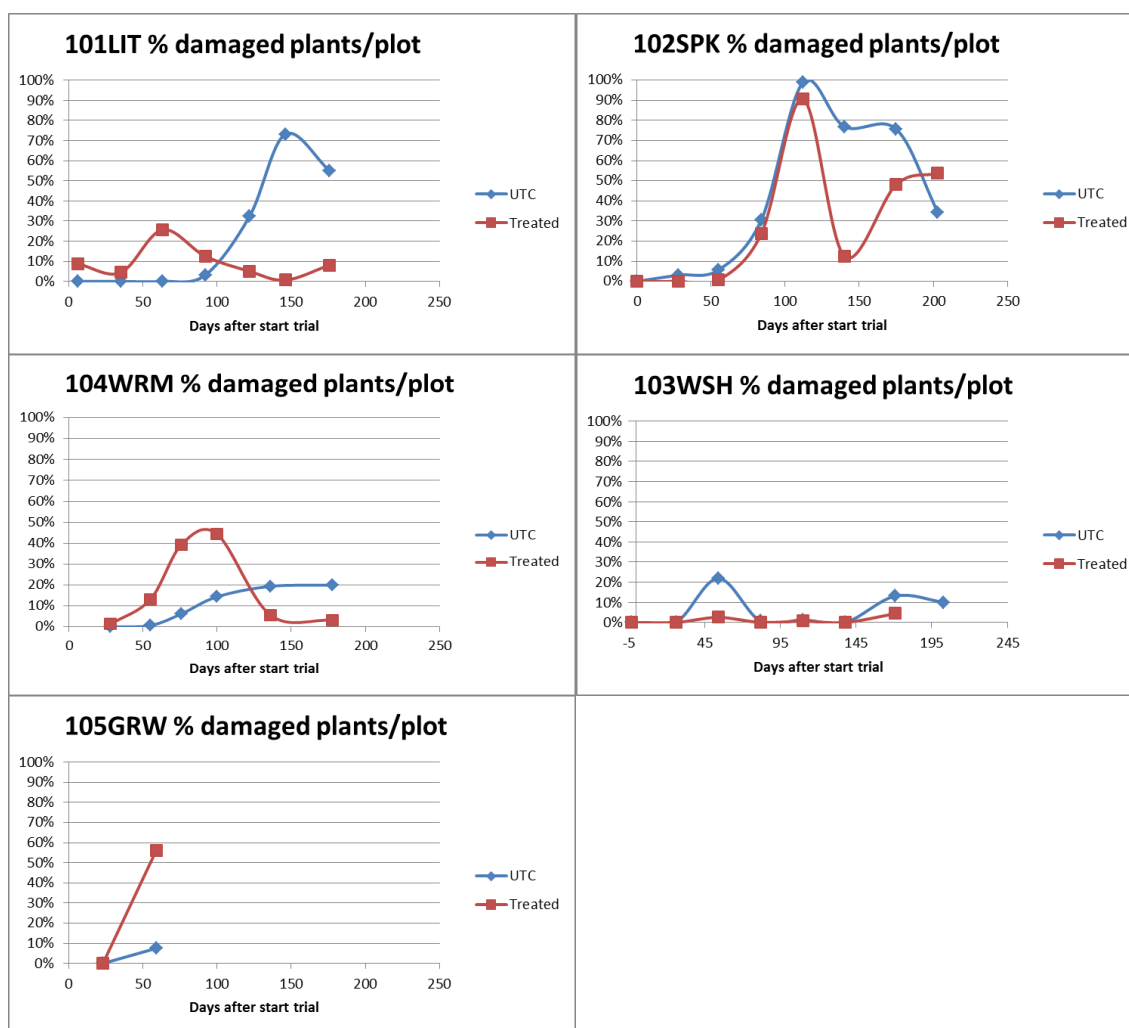 101LIT % damaged plants/plot
100%
90%
80%
70%
60%
50%
40%
30%
20%
10%
0%
0 50 100 150 200 250
Days after start trial
UTC
Treated
102SPK % damaged plants/plot
100%
90%
80%
70%
60%
50%
40%
30%
20%
10%
0%
0 50 100 150 200 250
Days after start trial
UTC
Treated
104WRM % damaged plants/plot
100%
90%
80%
70%
60%
50%
40%
30%
20%
10%
0%
0 50 100 150 200 250
Days after start trial
UTC
Treated
103WSH % damaged plants/plot
100%
90%
80%
70%
60%
50%
40%
30%
20%
10%
0%
-5 45 95 145 195 245
Days after start trial
UTC
Treated
105GRW % damaged plants/plot
100%
90%
80%
70%
60%
50%
40%
30%
20%
10%
0%
0 50 100 150 200 250
Days after start trial
UTC
Treated